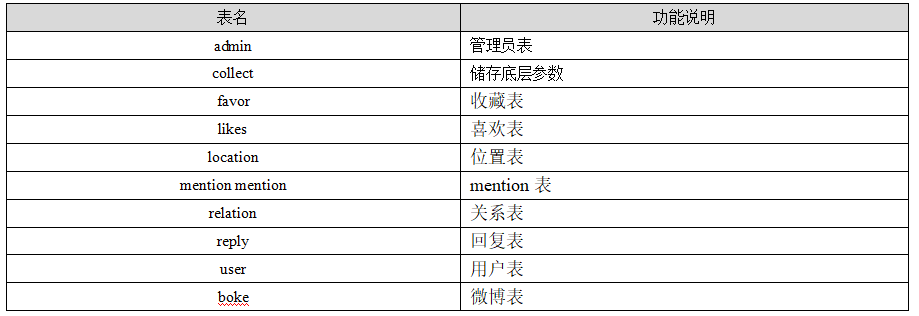 表名 功能说明
admin 管理员表
collect 储存底层参数
favor 收藏表
likes 喜欢表
location 位置表
mention mention mention 表
relation 关系表
reply 回复表
user 用户表
boke 微博表